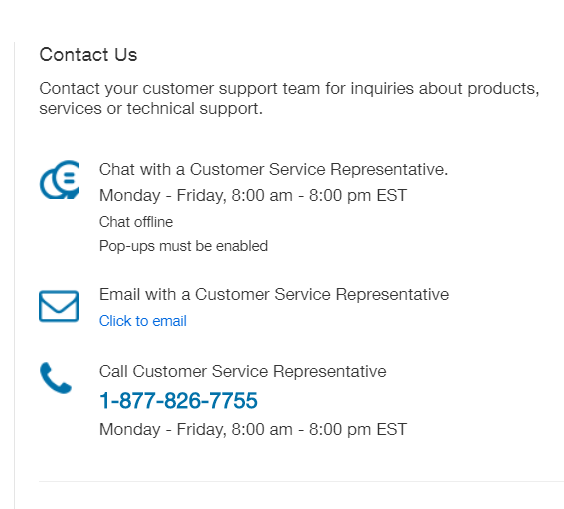 Contact Us
Contact your customer support team for inquiries about products,
services or technical support.
Chat with a Customer Service Representative.
Monday - Friday, 8:00 am - 8:00 pm EST
Chat offline
Pop-ups must be enabled
Email with a Customer Service Representative
Click to email
Call Customer Service Representative
1-877-826-7755
Monday - Friday, 8:00 am - 8:00 pm EST